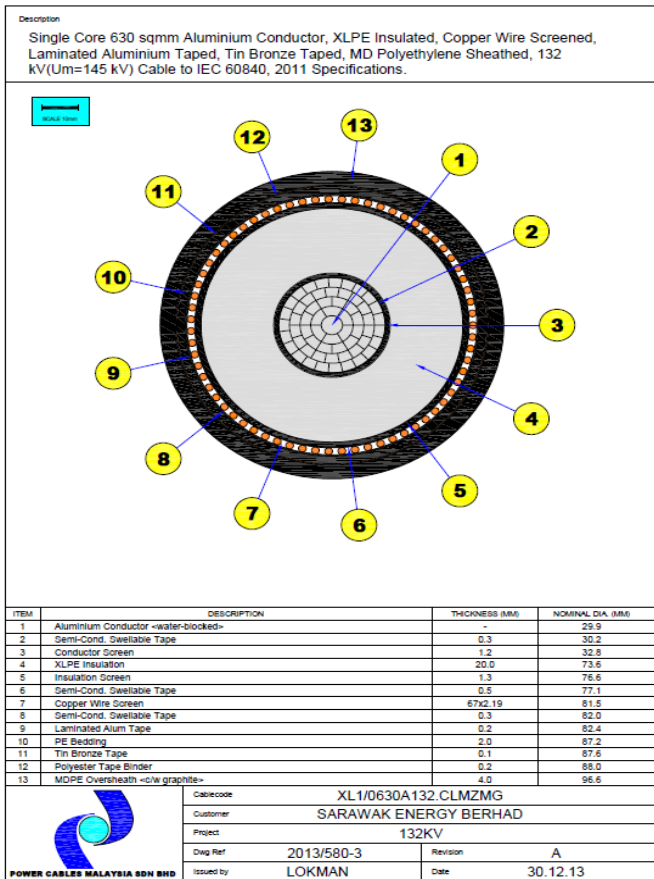 Description
Single Core 630 sqmm Aluminium Conductor, XLPE Insulated, Copper Wire Screened,
Laminated Aluminium Taped, Tin Bronze Taped, MD Polyethylene Sheathed, 132
kV(Um=145 kV) Cable to IEC 60840, 2011 Specifications.
SCALE 10mm
13
12
1
11
2
10
3
9
4
8
5
7
6
ITEM DESCRIPTION THICKNESS (MM) NOMINAL DIA. (MM)
1 Aluminium Conductor <water-blocked> - 29.9
2 Semi-Cond. Swellable Tape 0.3 30.2
3 Conductor Screen 1.2 32.8
4 XLPE Insulation 20.0 73.6
5 Insulation Screen 1.3 76.6
6 Semi-Cond. Swellable Tape 0.5 77.1
7 Copper Wire Screen 67x2.19 81.5
8 Semi-Cond. Swellable Tape 0.3 82.0
9 Laminated Alum Tape 0.2 82.4
10 PE Bedding 2.0 87.2
11 Tin Bronze Tape 0.1 87.6
12 Polyester Tape Binder 0.2 88.0
13 MDPE Oversheath <c/w graphite> 4.0 96.6
Cablecode XL1/0630A132.CLMZMG
Customer SARAWAK ENERGY BERHAD
Project 132KV
Dwg Ref 2013/580-3 Revision A
Issued by LOKMAN Date 30.12.13
POWER CABLES MALAYSIA SDN BHD